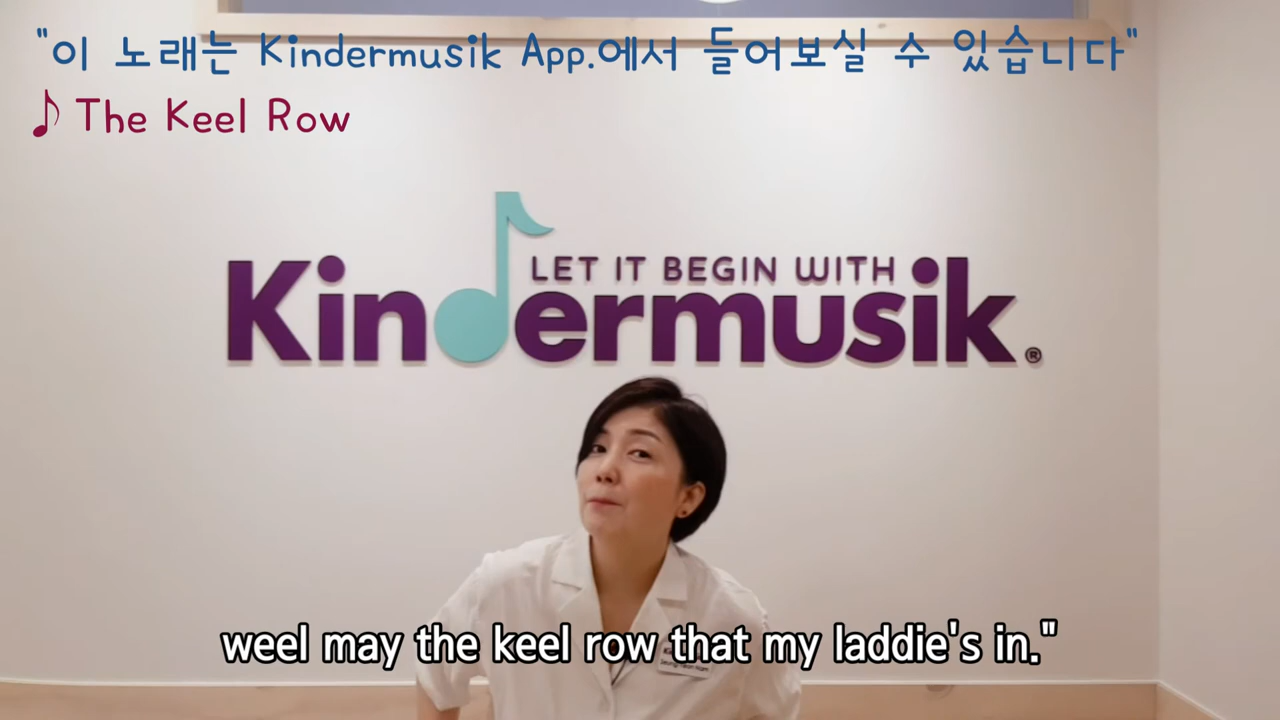 "이 노래는 Kindermusik App.에서 들어보실 수 있습니다"
♪ The Keel Row
LET IT BEGIN WITH
Kindermusik®
weel may the keel row that my laddie's in."